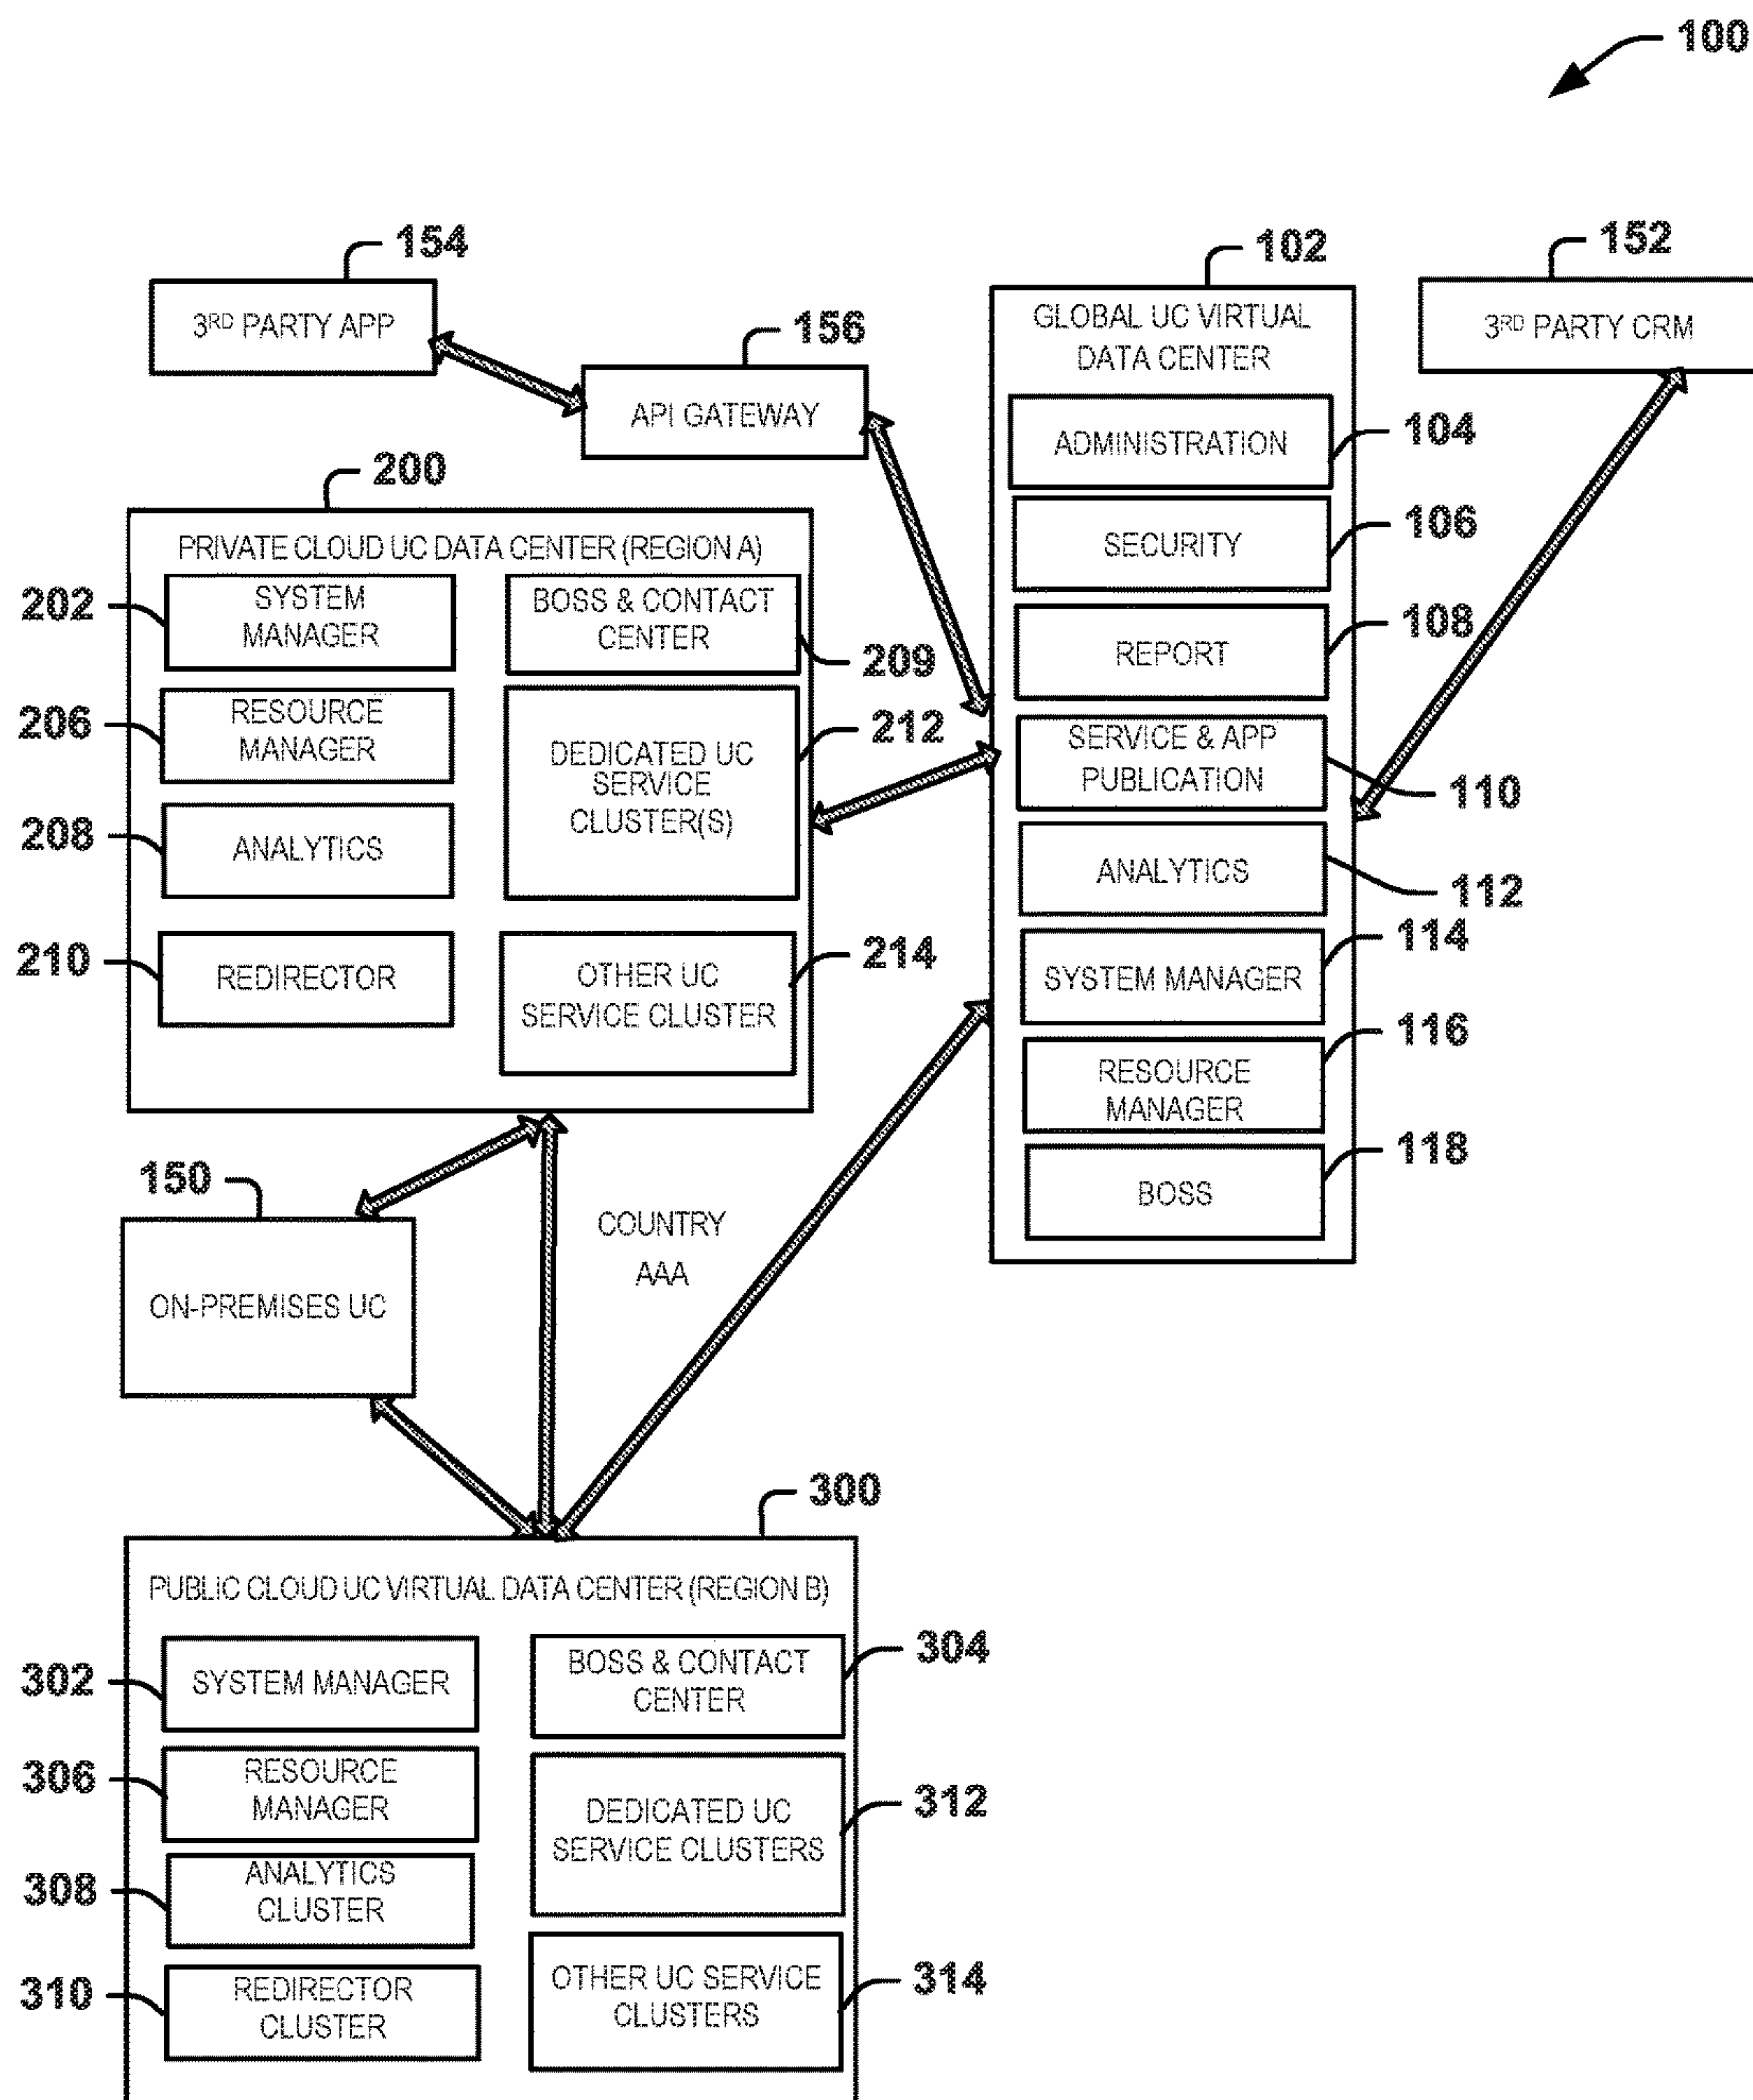 100
154
3RD PARTY APP
156
API GATEWAY
102
GLOBAL UC VIRTUAL
DATA CENTER
152
3RD PARTY CRM
ADMINISTRATION
104
SECURITY
106
REPORT
108
SERVICE & APP
PUBLICATION
110
ANALYTICS
112
SYSTEM MANAGER
114
RESOURCE
MANAGER
116
BOSS
118
200
PRIVATE CLOUD UC DATA CENTER (REGION A)
202
SYSTEM
MANAGER
BOSS & CONTACT
CENTER
209
206
RESOURCE
MANAGER
DEDICATED UC
SERVICE
CLUSTER(S)
212
208
ANALYTICS
210
REDIRECTOR
OTHER UC
SERVICE CLUSTER
214
150
ON-PREMISES UC
COUNTRY
AAA
300
PUBLIC CLOUD UC VIRTUAL DATA CENTER (REGION B)
302
SYSTEM MANAGER
BOSS & CONTACT
CENTER
304
306
RESOURCE
MANAGER
DEDICATED UC
SERVICE CLUSTERS
312
308
ANALYTICS
CLUSTER
310
REDIRECTOR
CLUSTER
OTHER UC SERVICE
CLUSTERS
314